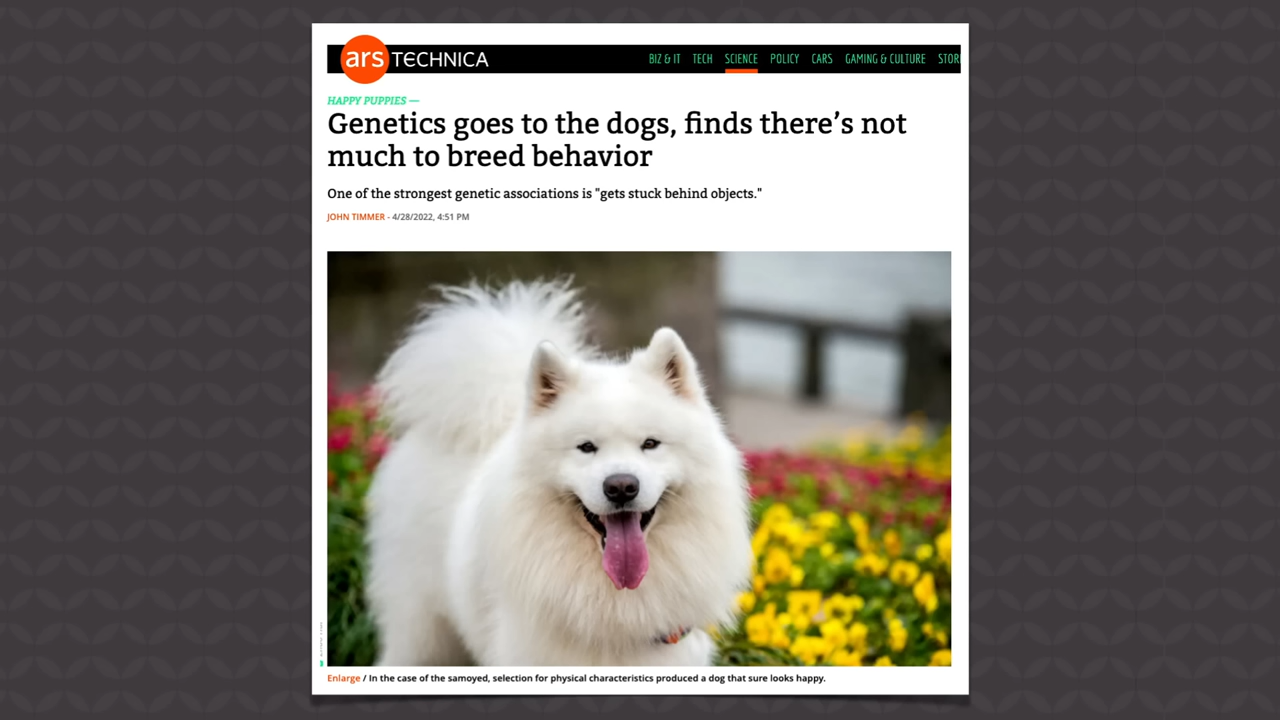 ars TECHNICA
BIZ & IT TECH SCIENCE POLICY CARS GAMING & CULTURE STOR
HAPPY PUPPIES —
Genetics goes to the dogs, finds there’s not
much to breed behavior
One of the strongest genetic associations is "gets stuck behind objects."
JOHN TIMMER - 4/28/2022, 4:51 PM
Enlarge / In the case of the samoyed, selection for physical characteristics produced a dog that sure looks happy.